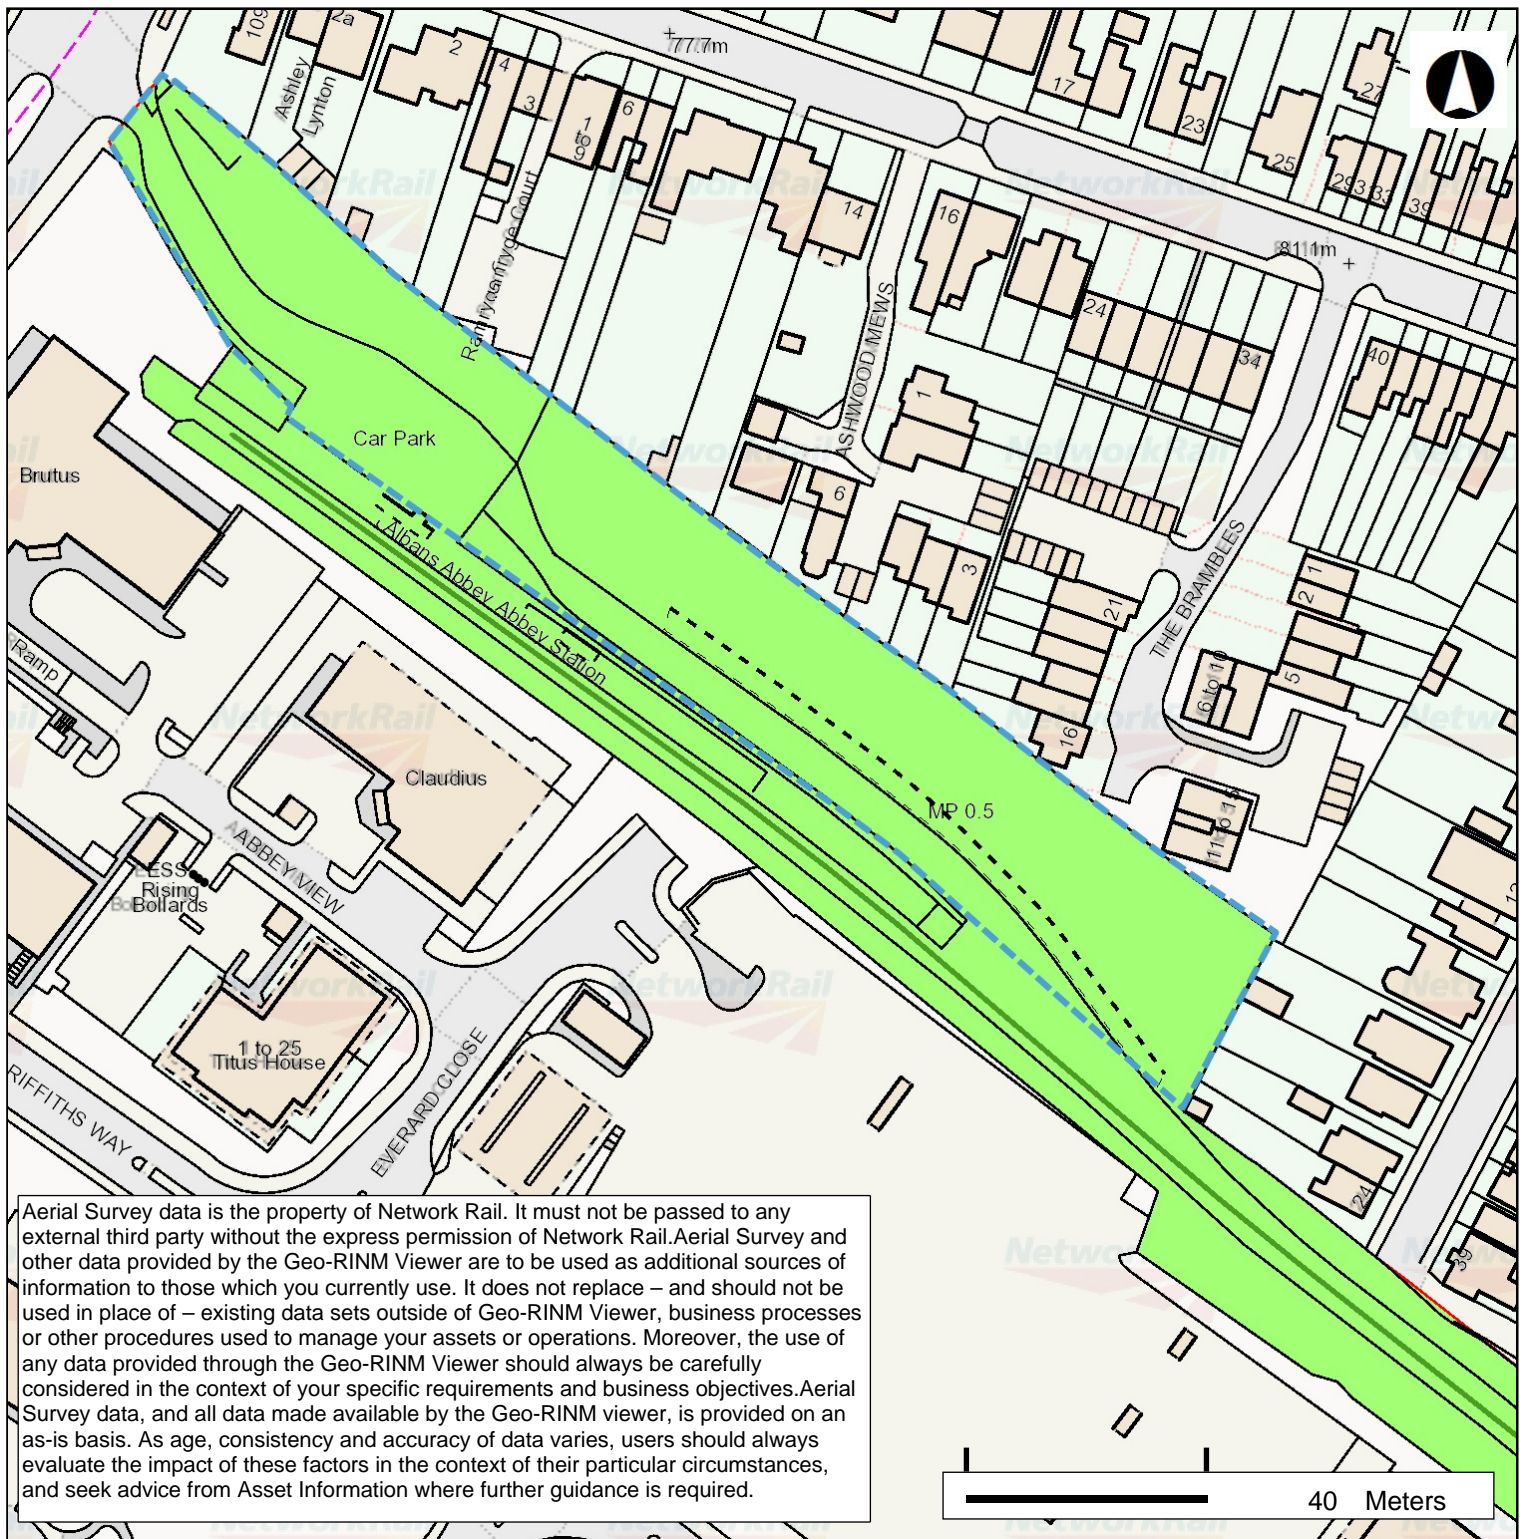 109
2a
2
4
3
1
to
9
6
Ashley
Lynton
77.7m
17
23
25
27
29
31
33
39
NetworkRail
14
16
81.1m
24
34
40
ASHWOOD MEWS
1
6
3
Car Park
Brutus
Albans Abbey Abbey Station
THE BRAMBEES
1
2
5
6 to 10
21
16
11 to 15
Ramp
Claudius
MP 0.5
ABBEY VIEW
ESS
Rising
Bollards
1 to 25
Titus House
EVERARD CLOSE
RIFFITHS WAY
24
39
Aerial Survey data is the property of Network Rail. It must not be passed to any
external third party without the express permission of Network Rail.Aerial Survey and
other data provided by the Geo-RINM Viewer are to be used as additional sources of
information to those which you currently use. It does not replace – and should not be
used in place of – existing data sets outside of Geo-RINM Viewer, business processes
or other procedures used to manage your assets or operations. Moreover, the use of
any data provided through the Geo-RINM Viewer should always be carefully
considered in the context of your specific requirements and business objectives.Aerial
Survey data, and all data made available by the Geo-RINM viewer, is provided on an
as-is basis. As age, consistency and accuracy of data varies, users should always
evaluate the impact of these factors in the context of their particular circumstances,
and seek advice from Asset Information where further guidance is required.
40 Meters